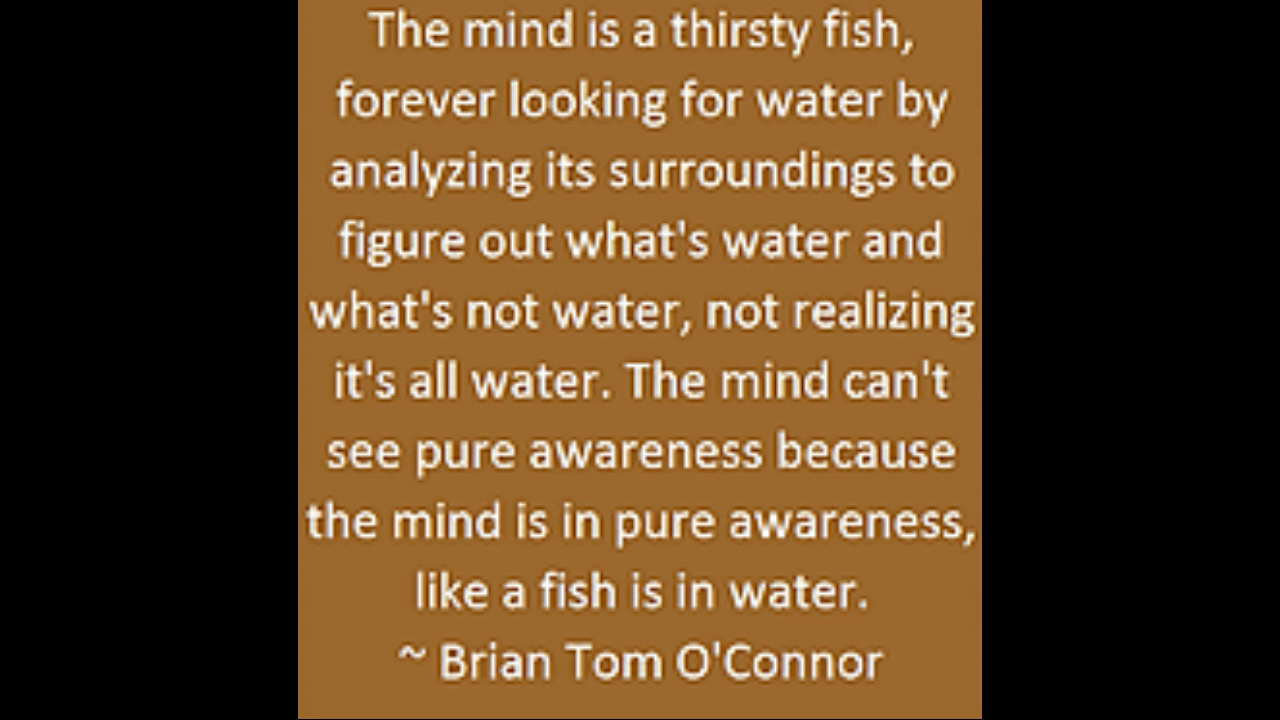 The mind is a thirsty fish,
forever looking for water by
analyzing its surroundings to
figure out what's water and
what's not water, not realizing
it's all water. The mind can't
see pure awareness because
the mind is in pure awareness,
like a fish is in water.
~ Brian Tom O'Connor